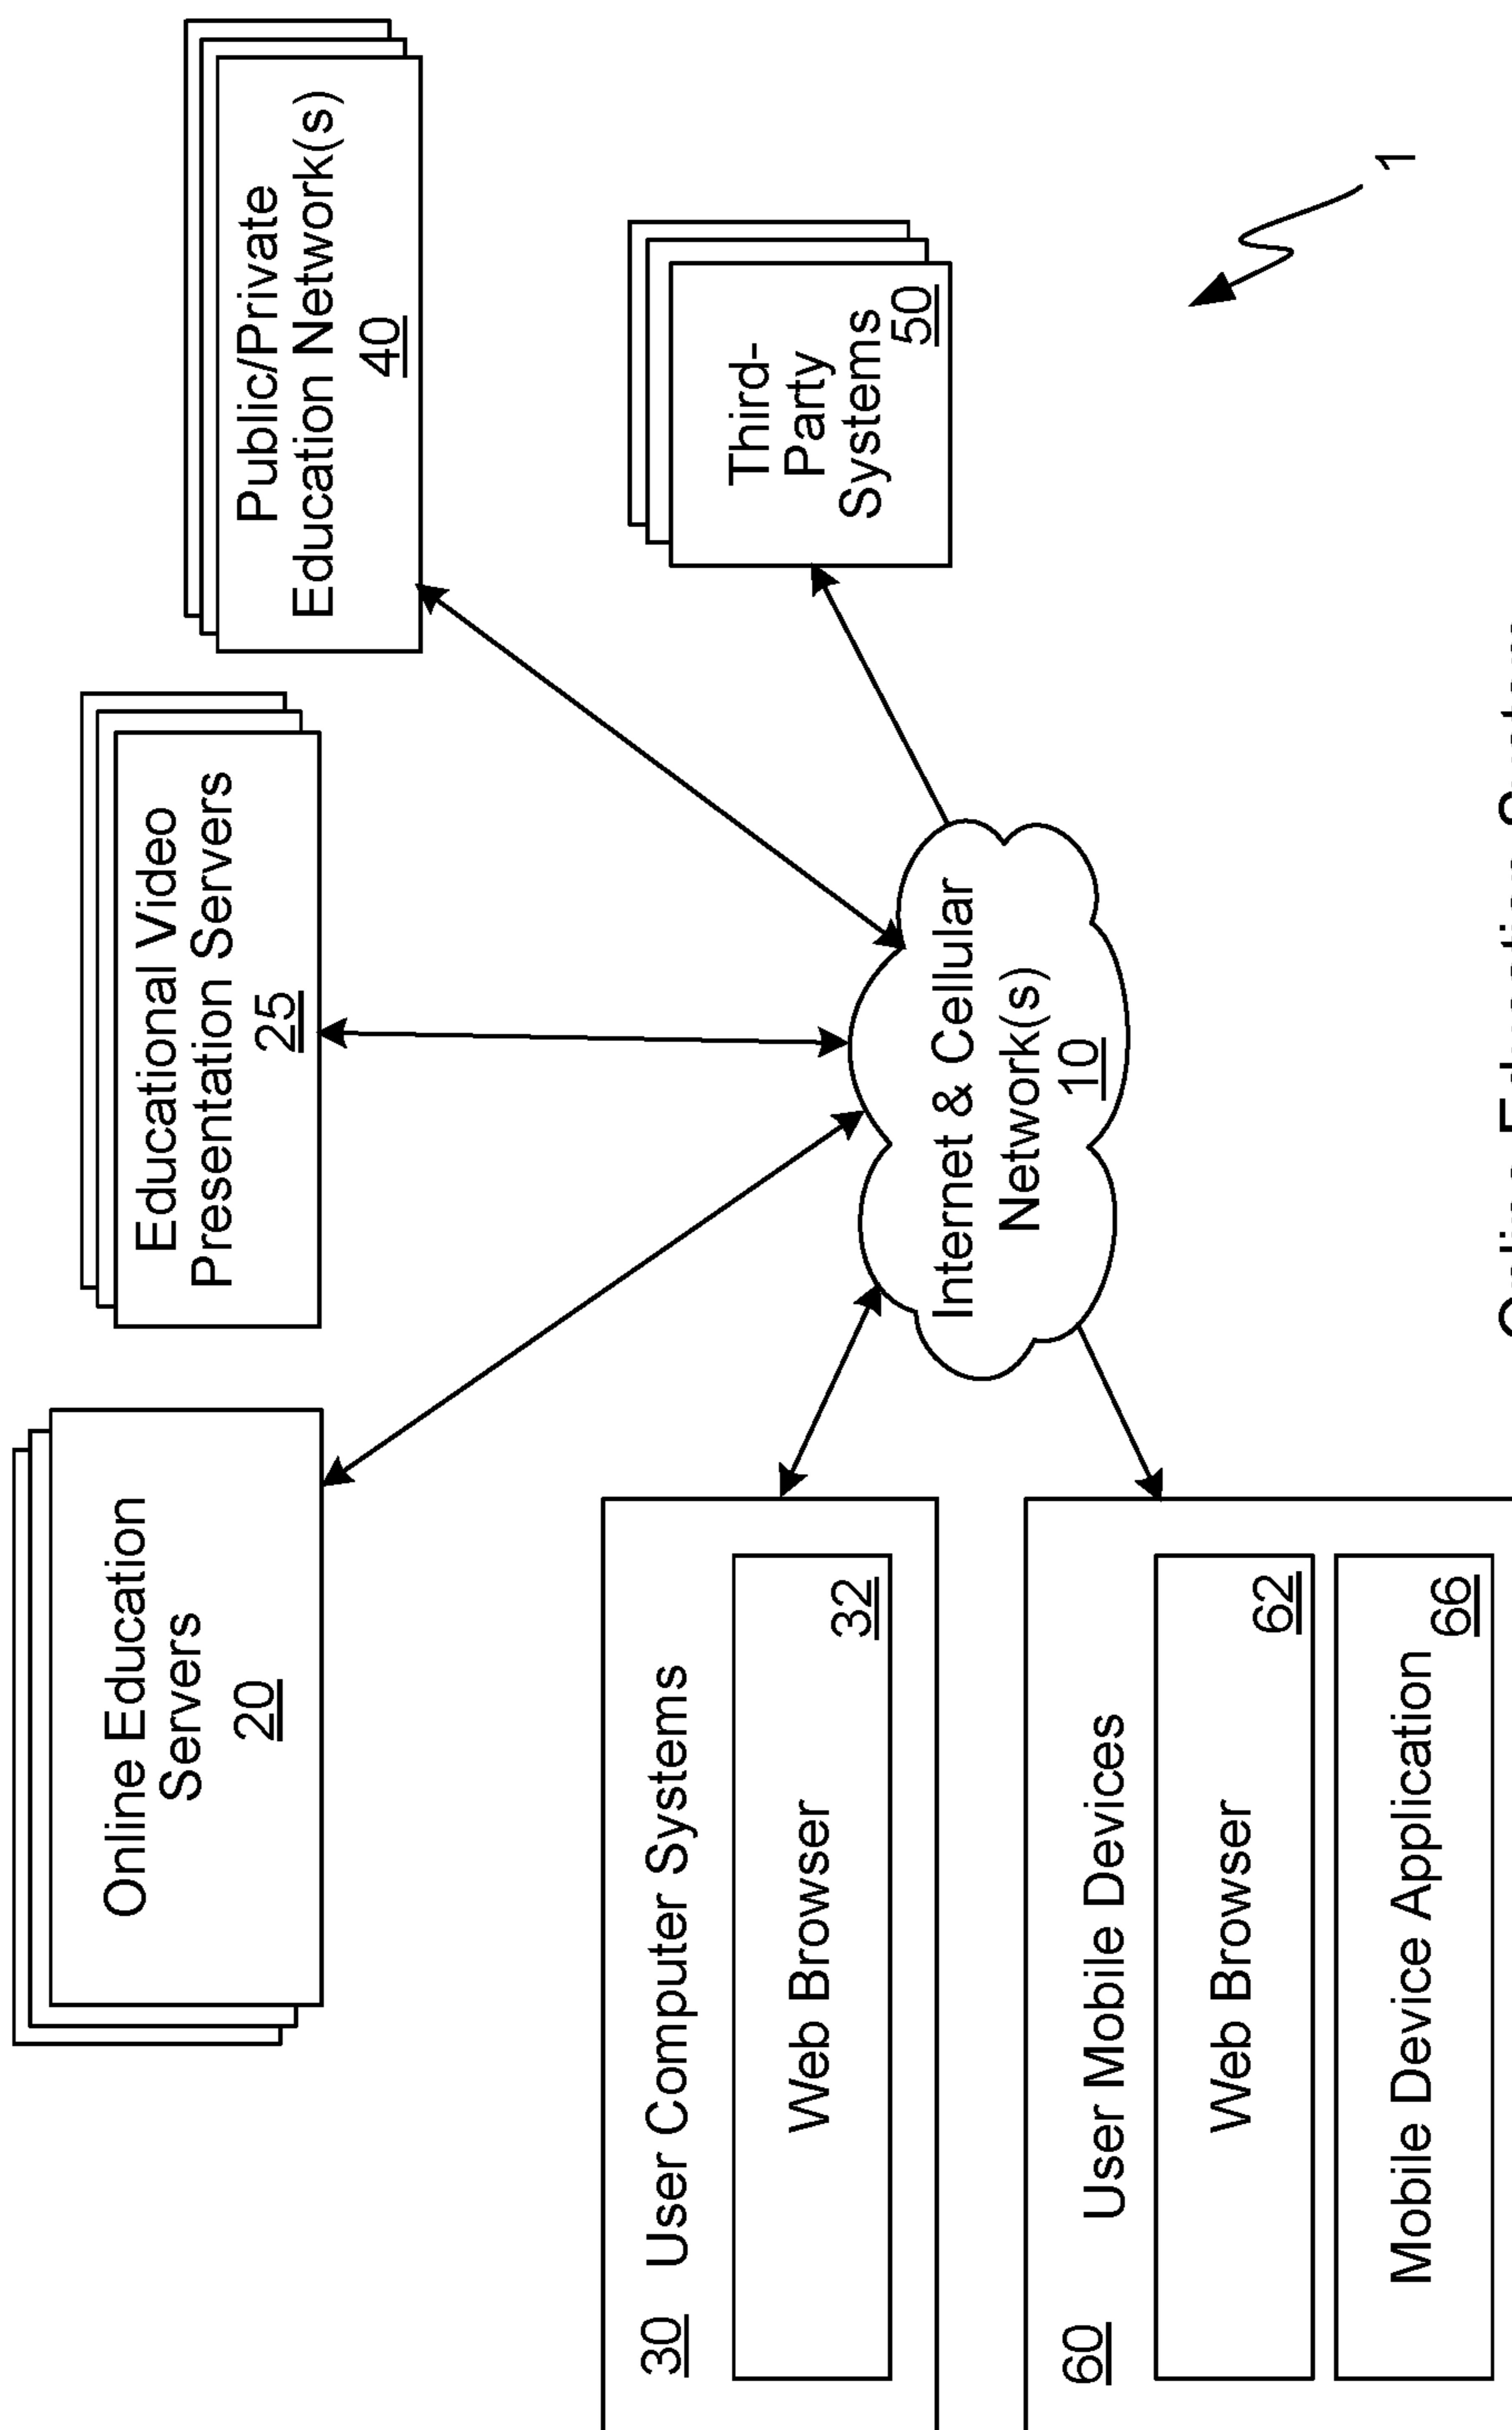 Online Education
Servers
20
Educational Video
Presentation Servers
25
Public/Private
Education Network(s)
40
30 User Computer Systems
Web Browser
32
Third-
Party
Systems
50
Internet & Cellular
Network(s)
10
60 User Mobile Devices
Web Browser
62
Mobile Device Application
66
1